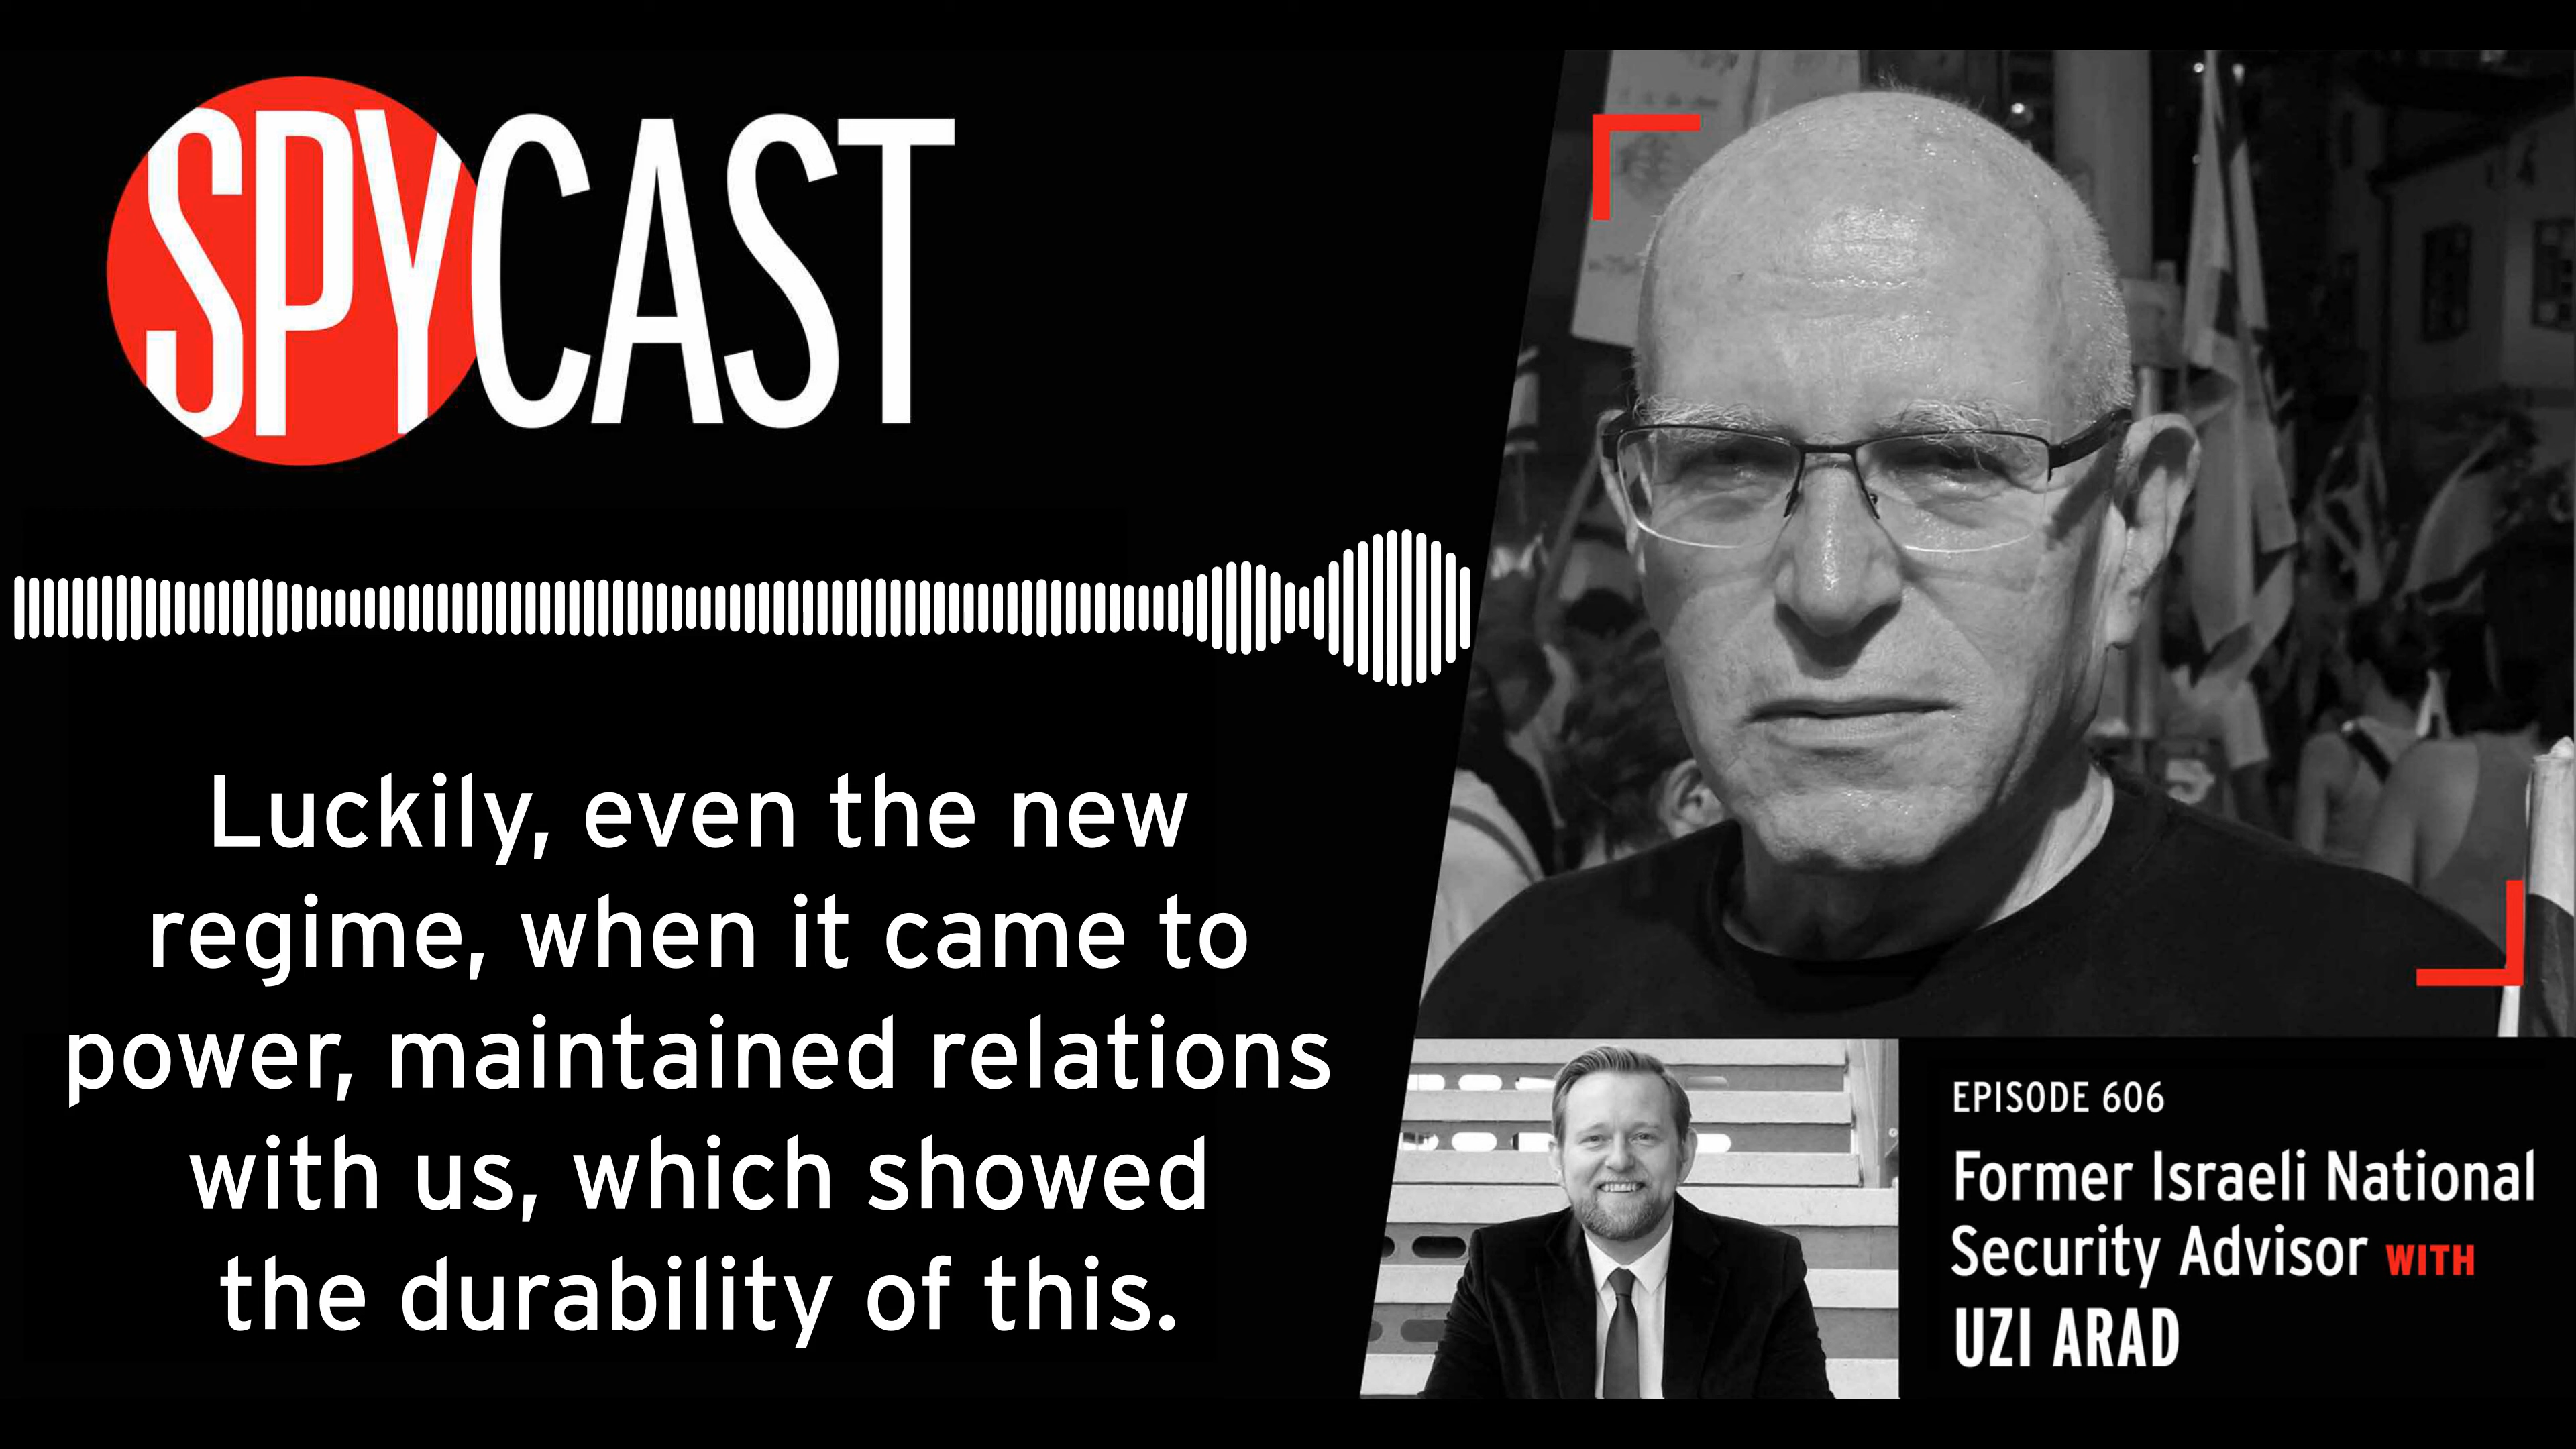 SPYCAST
Luckily, even the new
regime, when it came to
power, maintained relations
with us, which showed
the durability of this.
EPISODE 606
Former Israeli National
Security Advisor WITH
UZI ARAD